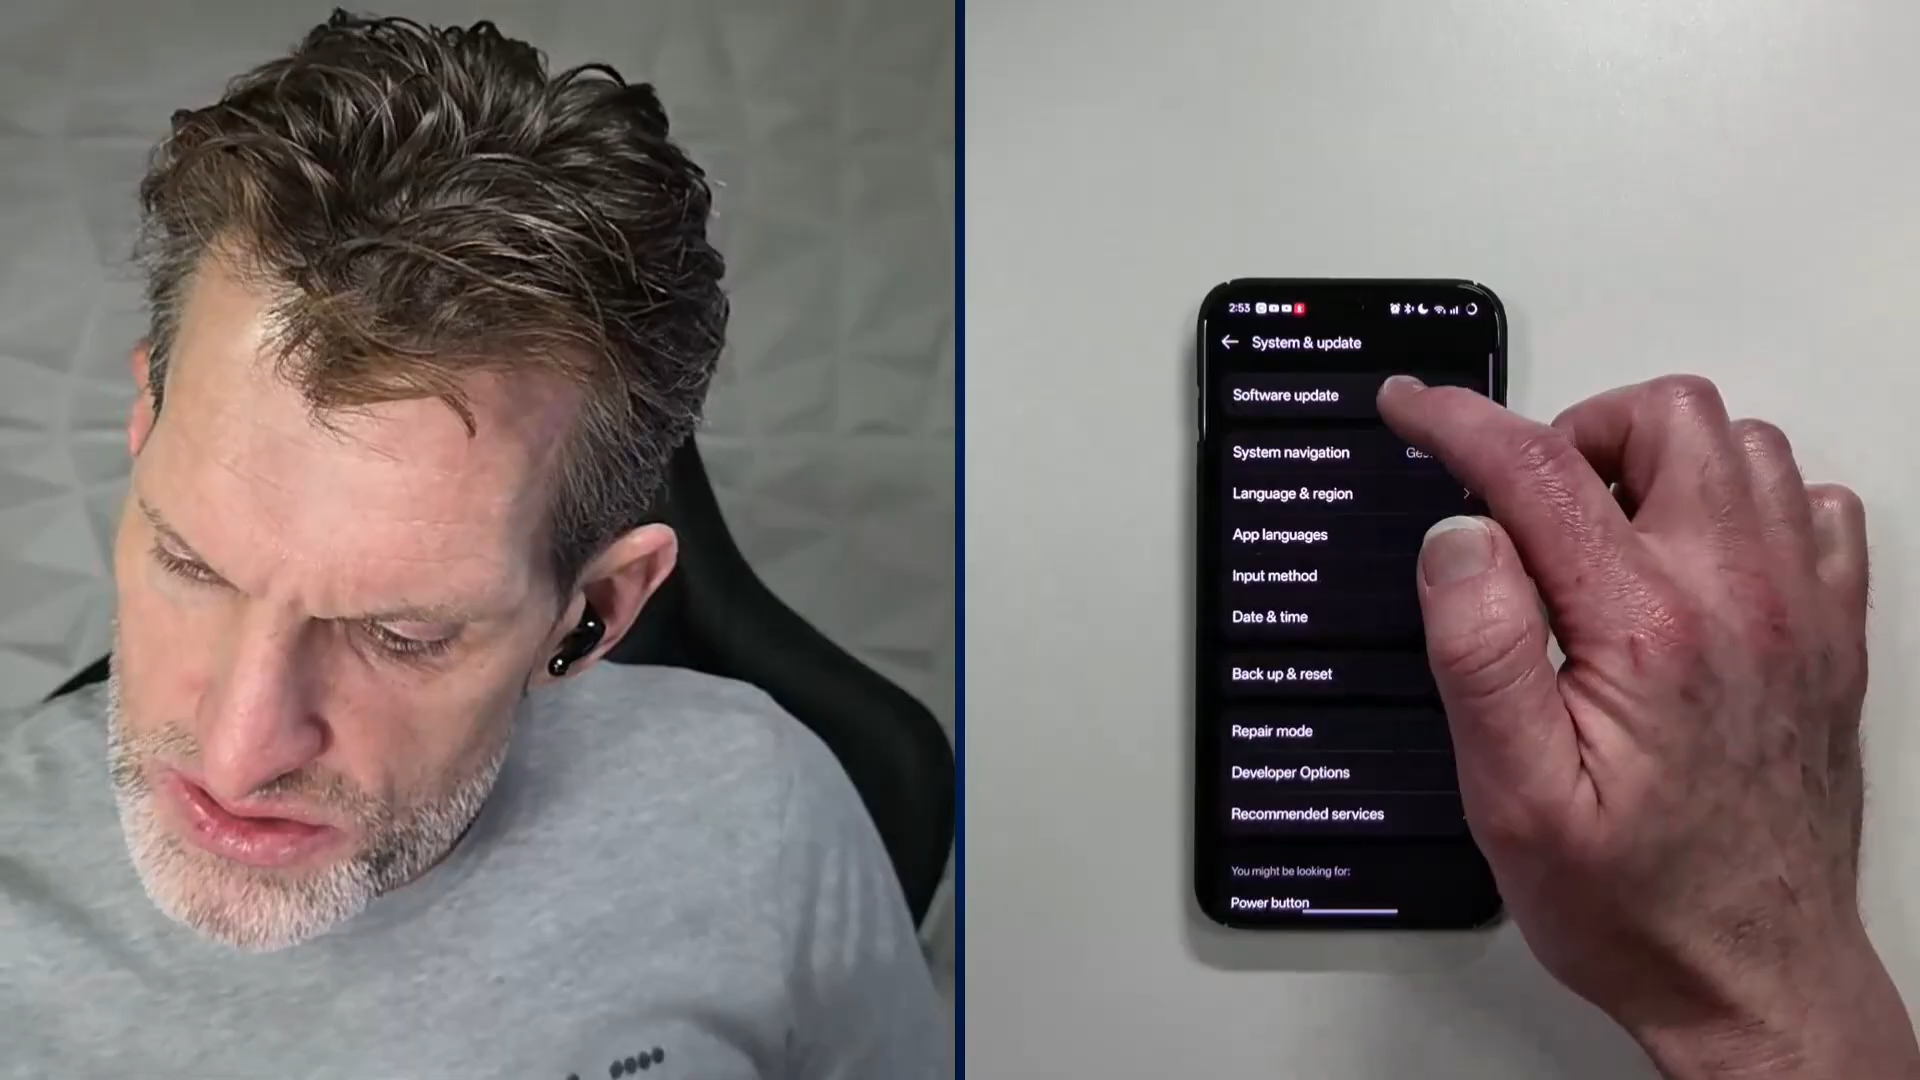 2:53
System & update
Software update
System navigation
Language & region
App languages
Input method
Date & time
Back up & reset
Repair mode
Developer Options
Recommended services
You might be looking for:
Power button